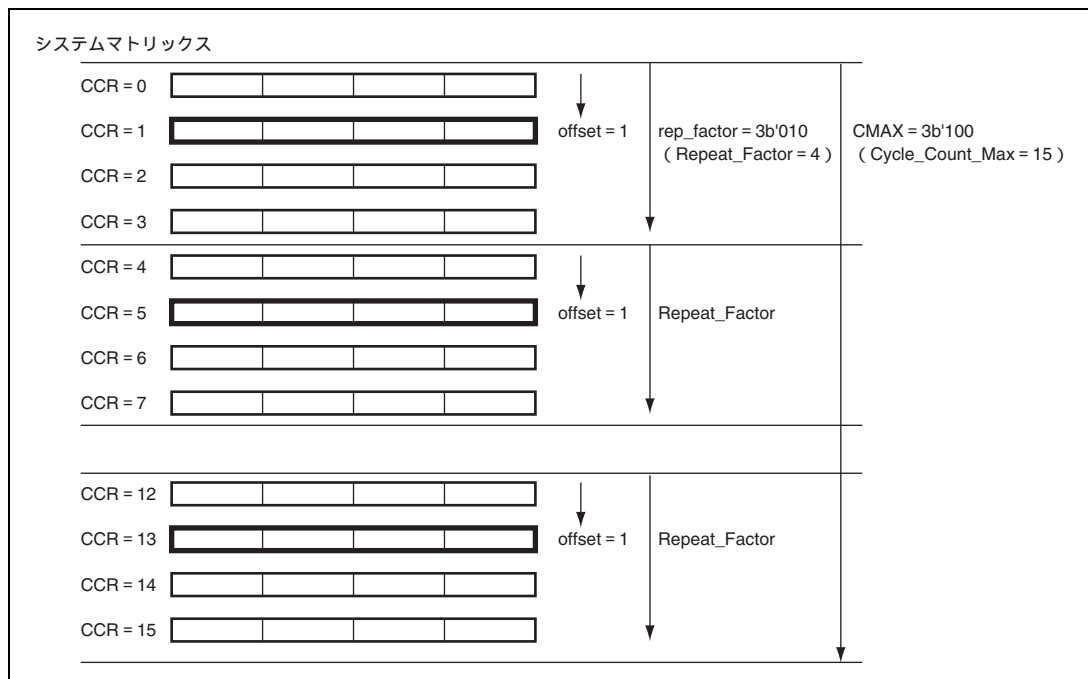 システムマトリックス
CCR = 0
CCR = 1 offset = 1 rep_factor = 3b'010 CMAX = 3b'100
( Repeat_Factor = 4 ) ( Cycle_Count_Max = 15 )
CCR = 2
CCR = 3
CCR = 4
CCR = 5 offset = 1 Repeat_Factor
CCR = 6
CCR = 7
CCR = 12
CCR = 13 offset = 1 Repeat_Factor
CCR = 14
CCR = 15